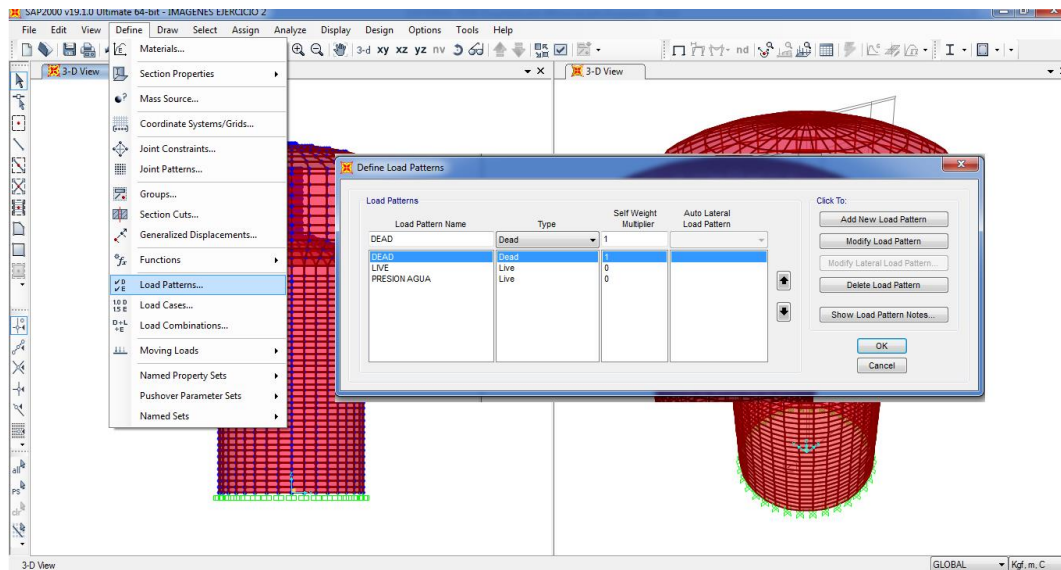 SAP2000 v19.1.0 Ultimate 64-bit - IMAGENES EJERCICIO 2
File Edit View Define Draw Select Assign Analyze Display Design Options Tools Help
3-d xy xz yz nv nd
3-D View
3-D View
Materials...
Section Properties
Mass Source...
Coordinate Systems/Grids...
Joint Constraints...
Joint Patterns...
Groups...
Section Cuts...
Generalized Displacements...
Functions
Load Patterns...
Load Cases...
Load Combinations...
Moving Loads
Named Property Sets
Pushover Parameter Sets
Named Sets
Define Load Patterns
Load Patterns
Load Pattern Name Type Self Weight Multiplier Auto Lateral Load Pattern
DEAD Dead 1
DEAD Dead 1
LIVE Live 0
PRESION AGUA Live 0
Click To:
Add New Load Pattern
Modify Load Pattern
Modify Lateral Load Pattern...
Delete Load Pattern
Show Load Pattern Notes...
OK
Cancel
all
PS
clr
3-D View GLOBAL Kgf, m, C